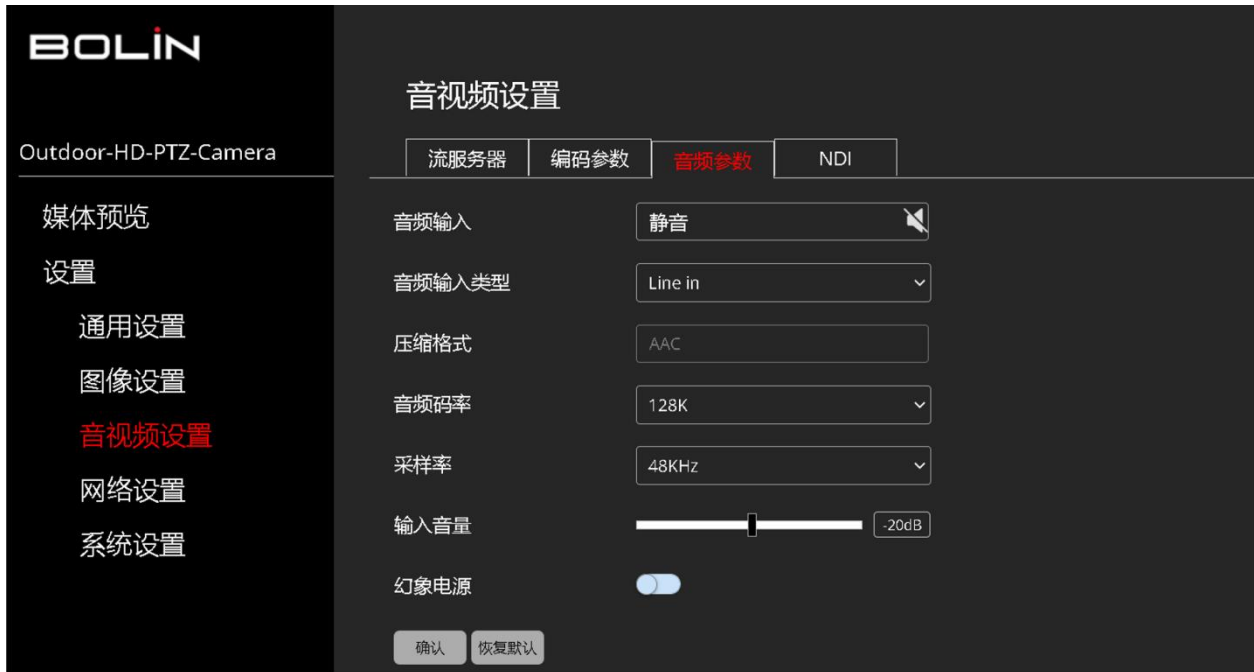 BOLIN
Outdoor-HD-PTZ-Camera
媒体预览
设置
通用设置
图像设置
音视频设置
网络设置
系统设置
音视频设置
流服务器 编码参数 音频参数 NDI
音频输入 静音
音频输入类型 Line in
压缩格式 AAC
音频码率 128K
采样率 48KHz
输入音量 -20dB
幻象电源
确认 恢复默认